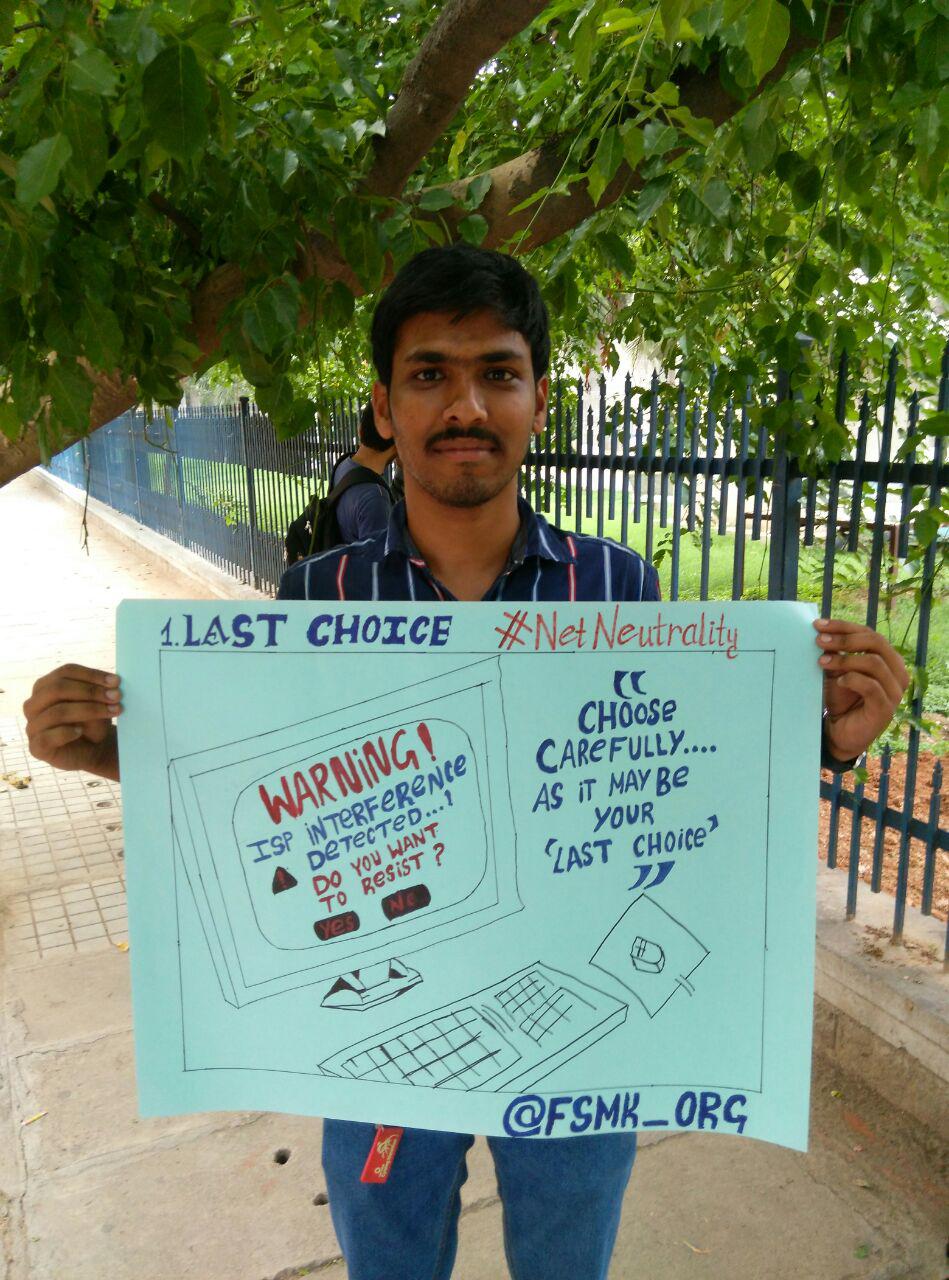 1. LAST CHOICE #NetNeutrality
WARNING!
ISP INTERFERENCE
DETECTED...!
DO YOU WANT
TO RESIST ?
Yes No
“
CHOOSE
CAREFULLY....
AS IT MAY BE
YOUR
‘LAST CHOICE’
”
@FSMK_ORG